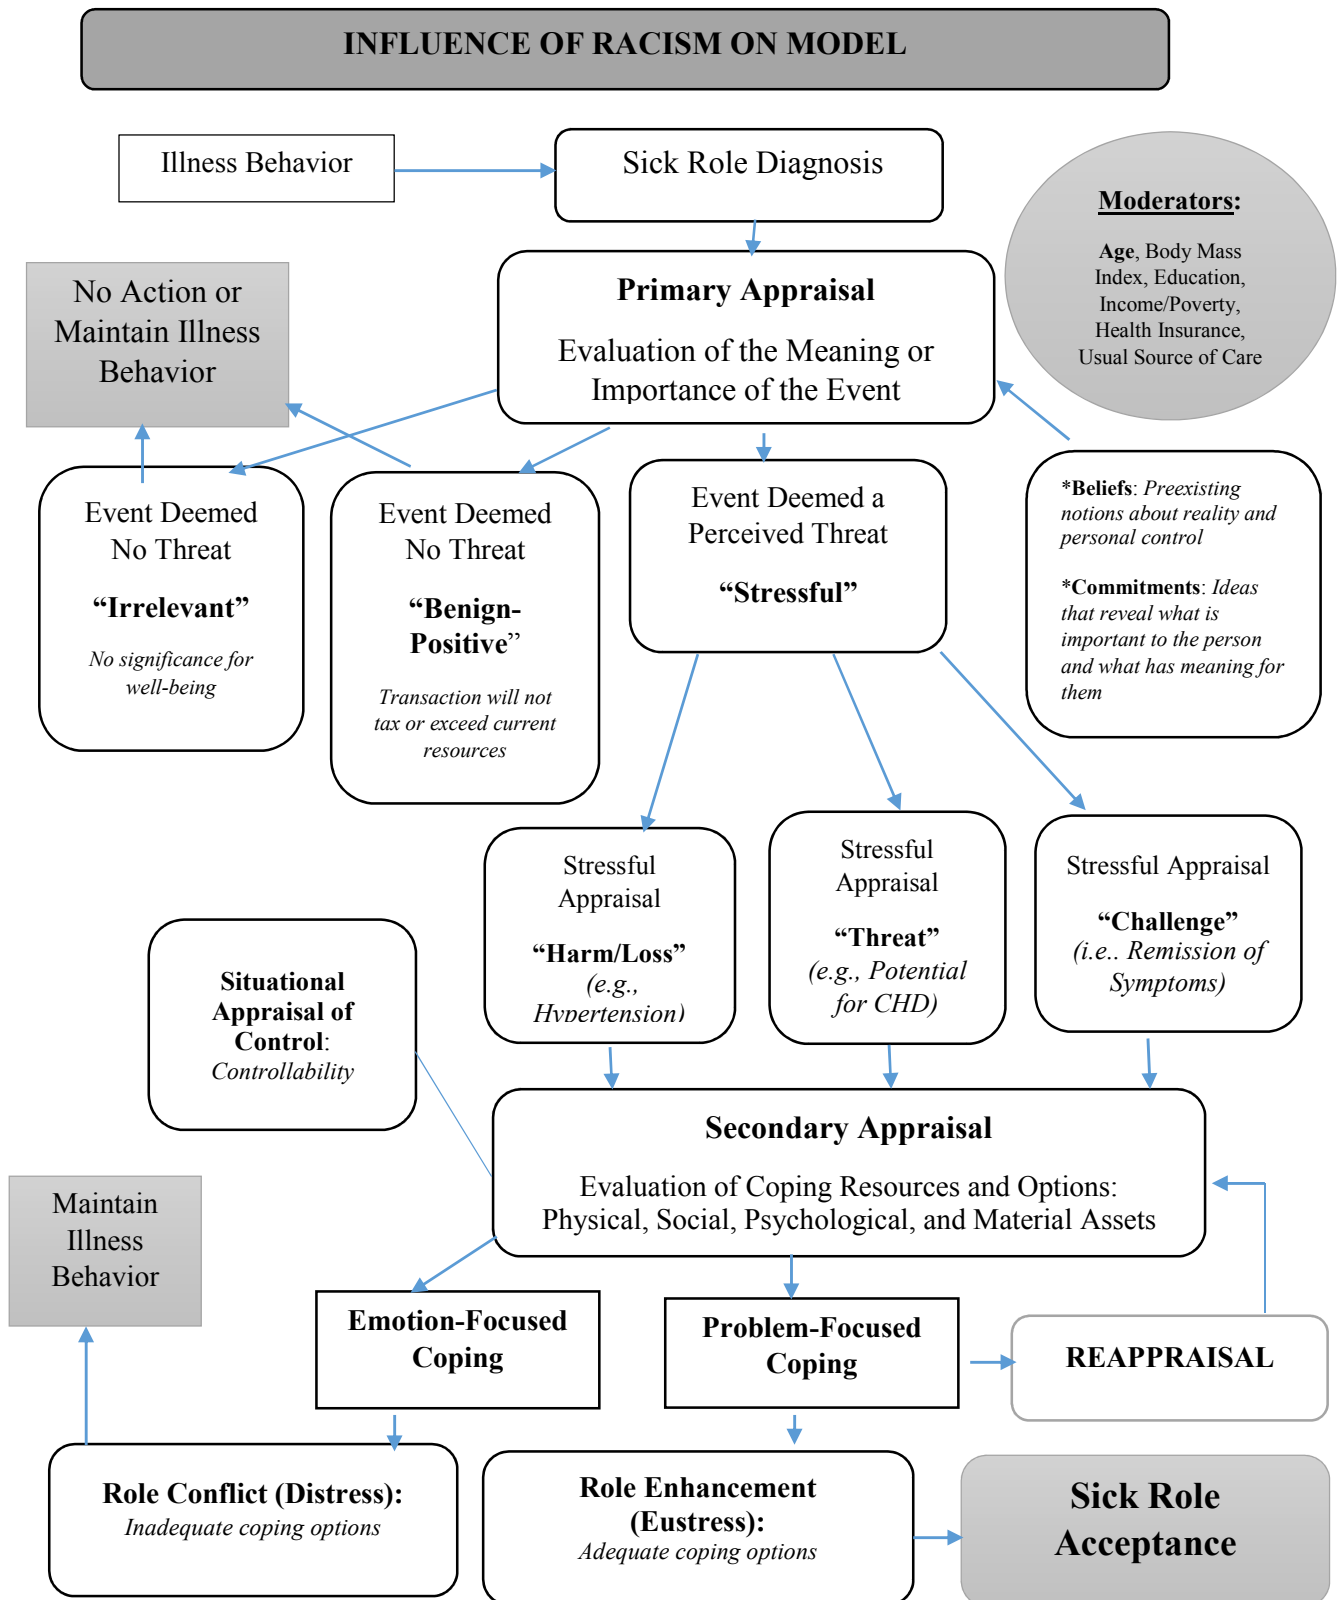 INFLUENCE OF RACISM ON MODEL
Illness Behavior
Sick Role Diagnosis
Moderators:
Age, Body Mass
Index, Education,
Income/Poverty,
Health Insurance,
Usual Source of Care
No Action or
Maintain Illness
Behavior
Primary Appraisal
Evaluation of the Meaning or
Importance of the Event
Event Deemed
No Threat
“Irrelevant”
No significance for
well-being
Event Deemed
No Threat
“Benign-
Positive”
Transaction will not
tax or exceed current
resources
Event Deemed a
Perceived Threat
“Stressful”
*Beliefs: Preexisting
notions about reality and
personal control
*Commitments: Ideas
that reveal what is
important to the person
and what has meaning for
them
Stressful
Appraisal
“Harm/Loss”
(e.g.,
Hypertension)
Stressful
Appraisal
“Threat”
(e.g., Potential
for CHD)
Stressful Appraisal
“Challenge”
(i.e.. Remission of
Symptoms)
Situational
Appraisal of
Control:
Controllability
Secondary Appraisal
Evaluation of Coping Resources and Options:
Physical, Social, Psychological, and Material Assets
Maintain
Illness
Behavior
Emotion-Focused
Coping
Problem-Focused
Coping
REAPPRAISAL
Role Conflict (Distress):
Inadequate coping options
Role Enhancement
(Eustress):
Adequate coping options
Sick Role
Acceptance